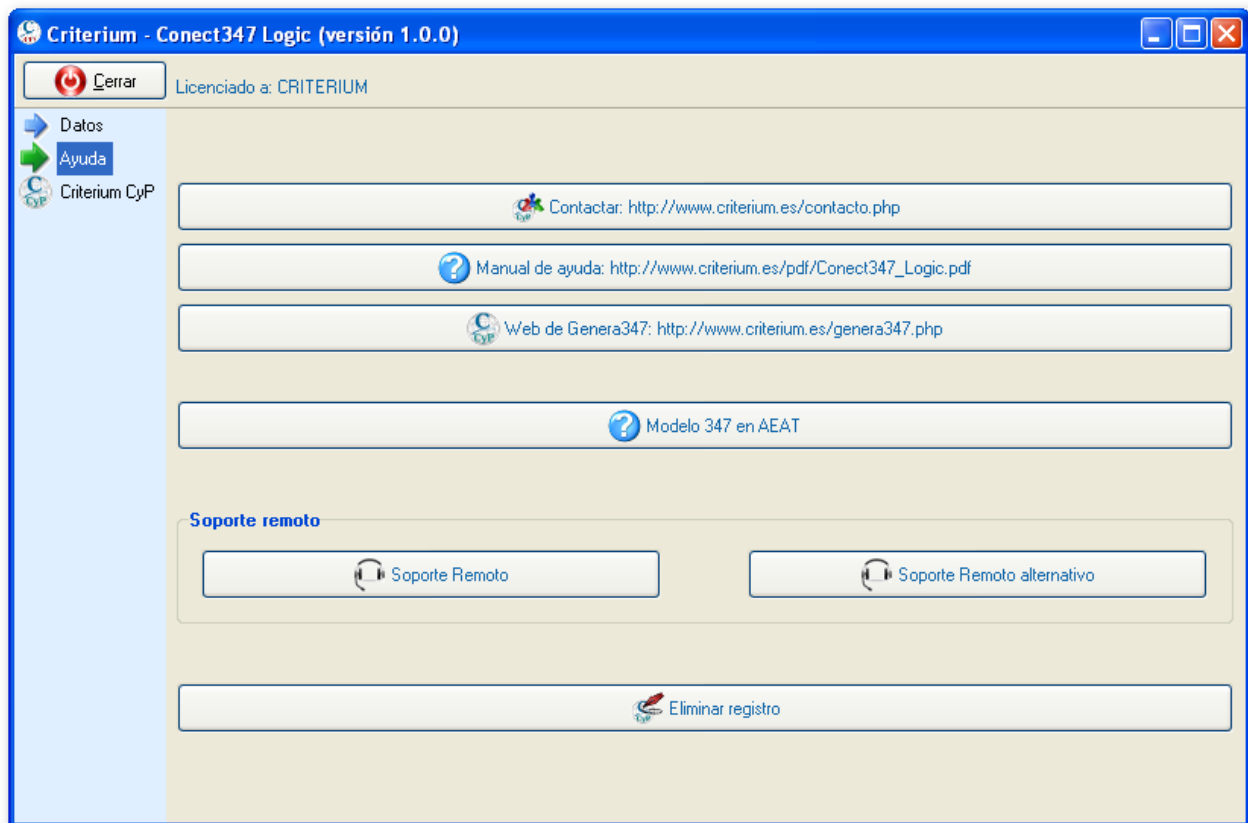 Criterium - Conect347 Logic (versión 1.0.0)
Cerrar
Licenciado a: CRITERIUM
Datos
Ayuda
Criterium CyP
Contactar: http://www.criterium.es/contacto.php
Manual de ayuda: http://www.criterium.es/pdf/Conect347_Logic.pdf
Web de Genera347: http://www.criterium.es/genera347.php
Modelo 347 en AEAT
Soporte remoto
Soporte Remoto
Soporte Remoto alternativo
Eliminar registro